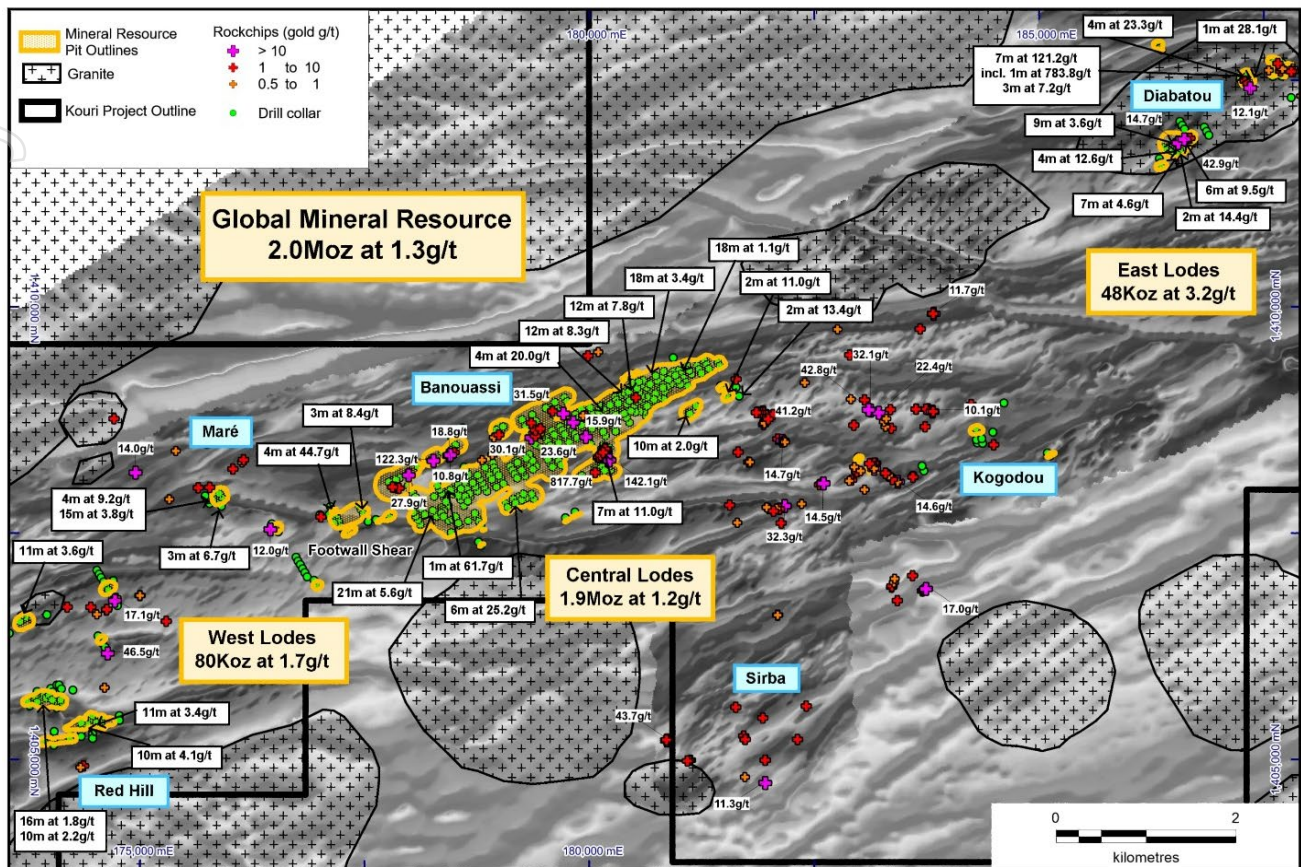 Mineral Resource
Pit Outlines
Granite
Kouri Project Outline
Rockchips (gold g/t)
> 10
1 to 10
0.5 to 1
Drill collar
180,000 mE
185,000 mE
4m at 23.3g/t
1m at 28.1g/t
7m at 121.2g/t
incl. 1m at 783.8g/t
3m at 7.2g/t
Diabatou
14.7g/t
12.1g/t
9m at 3.6g/t
4m at 12.6g/t
42.9g/t
6m at 9.5g/t
7m at 4.6g/t
2m at 14.4g/t
Global Mineral Resource
2.0Moz at 1.3g/t
East Lodes
48Koz at 3.2g/t
1,410,000 mN
1,410,000 mN
18m at 1.1g/t
18m at 3.4g/t
2m at 11.0g/t
12m at 7.8g/t
2m at 13.4g/t
12m at 8.3g/t
4m at 20.0g/t
11.7g/t
32.1g/t
42.8g/t
22.4g/t
Banouassi
31.5g/t
15.9g/t
41.2g/t
10.1g/t
Maré
3m at 8.4g/t
18.8g/t
30.1g/t
23.6g/t
10m at 2.0g/t
14.0g/t
4m at 44.7g/t
122.3g/t
10.8g/t
817.7g/t
142.1g/t
14.7g/t
Kogodou
4m at 9.2g/t
15m at 3.8g/t
27.9g/t
7m at 11.0g/t
14.5g/t
14.6g/t
32.3g/t
3m at 6.7g/t
12.0g/t
Footwall Shear
11m at 3.6g/t
1m at 61.7g/t
21m at 5.6g/t
6m at 25.2g/t
Central Lodes
1.9Moz at 1.2g/t
17.1g/t
17.0g/t
West Lodes
80Koz at 1.7g/t
46.5g/t
Sirba
43.7g/t
11m at 3.4g/t
10m at 4.1g/t
1,405,000 mN
1,405,000 mN
Red Hill
11.3g/t
16m at 1.8g/t
10m at 2.2g/t
175,000 mE
180,000 mE
0 2
kilometres